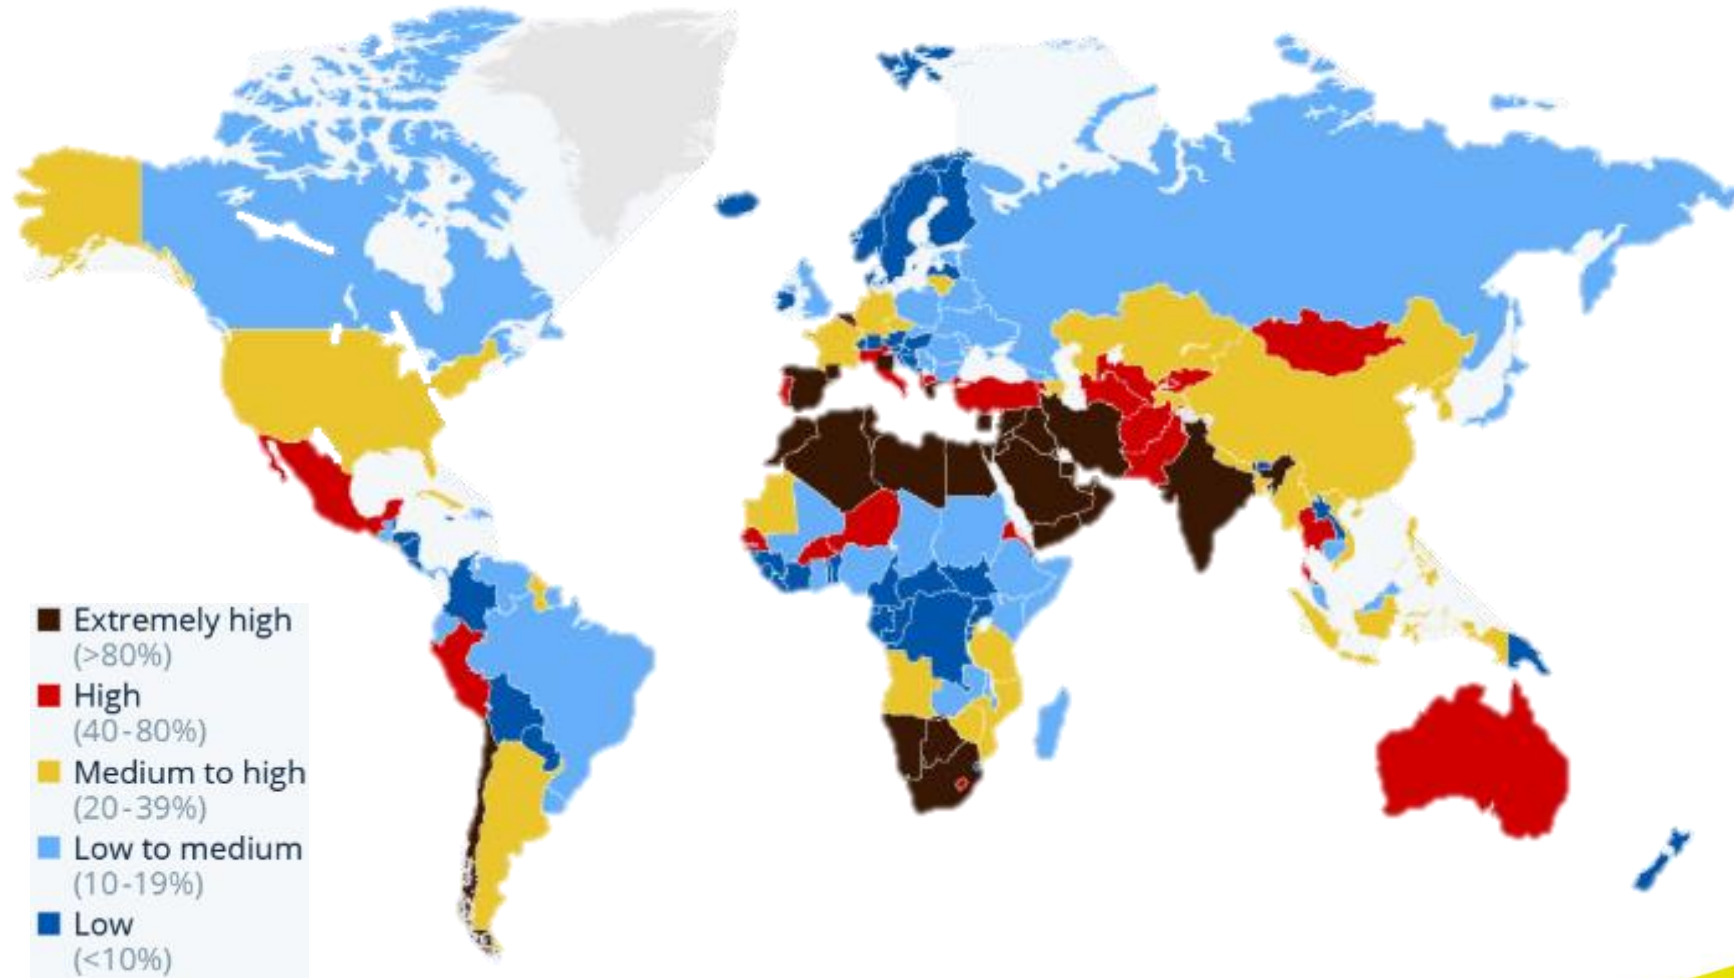 Extremely high
(>80%)
High
(40-80%)
Medium to high
(20-39%)
Low to medium
(10-19%)
Low
(<10%)